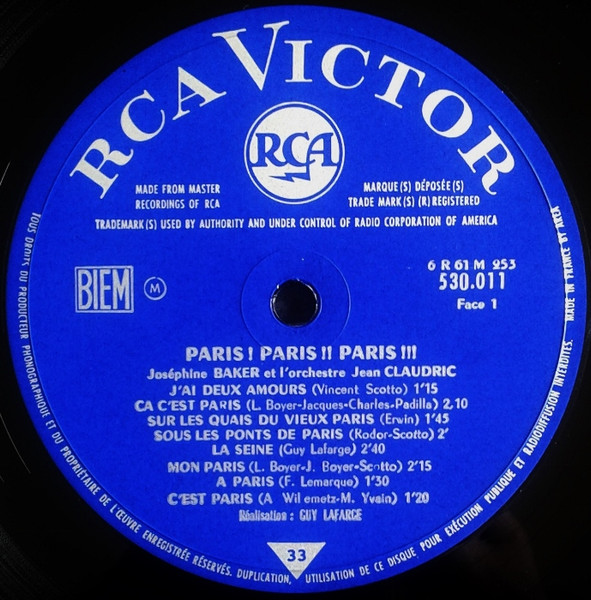 RCA VICTOR
RCA
MADE FROM MASTER
RECORDINGS OF RCA
MARQUE(S) DÉPOSÉE(S)
TRADE MARK(S) (R) REGISTERED
TRADEMARK(S) USED BY AUTHORITY AND UNDER CONTROL OF RADIO CORPORATION OF AMERICA
BIEM
M
6 R 61 M 953
530.011
Face 1
PARIS ! PARIS !! PARIS !!!
Joséphine BAKER et l'orchestre Jean CLAUDRIC
J'AI DEUX AMOURS (Vincent Scotto) 1'15
CA C'EST PARIS (L. Boyer-Jacques-Charles-Padilla) 2,10
SUR LES QUAIS DU VIEUX PARIS (Erwin) 1'45
SOUS LES PONTS DE PARIS (Rodor-Scotto) 2'
LA SEINE (Guy Lafarge) 2'40
MON PARIS (L. Boyer-J. Boyer-Scotto) 2'15
A PARIS (F. Lemarque) 1'30
C'EST PARIS (A Wil emetz-M. Yvain) 1'20
Réalisation : GUY LAFARGE
33
TOUS DROITS DU PRODUCTEUR PHONOGRAPHIQUE ET DU PROPRIÉTAIRE DE L'ŒUVRE ENREGISTRÉE RÉSERVÉS. DUPLICATION, UTILISATION DE CE DISQUE POUR EXÉCUTION PUBLIQUE ET RADIODIFFUSION INTERDITES.
MADE IN FRANCE BY AREA